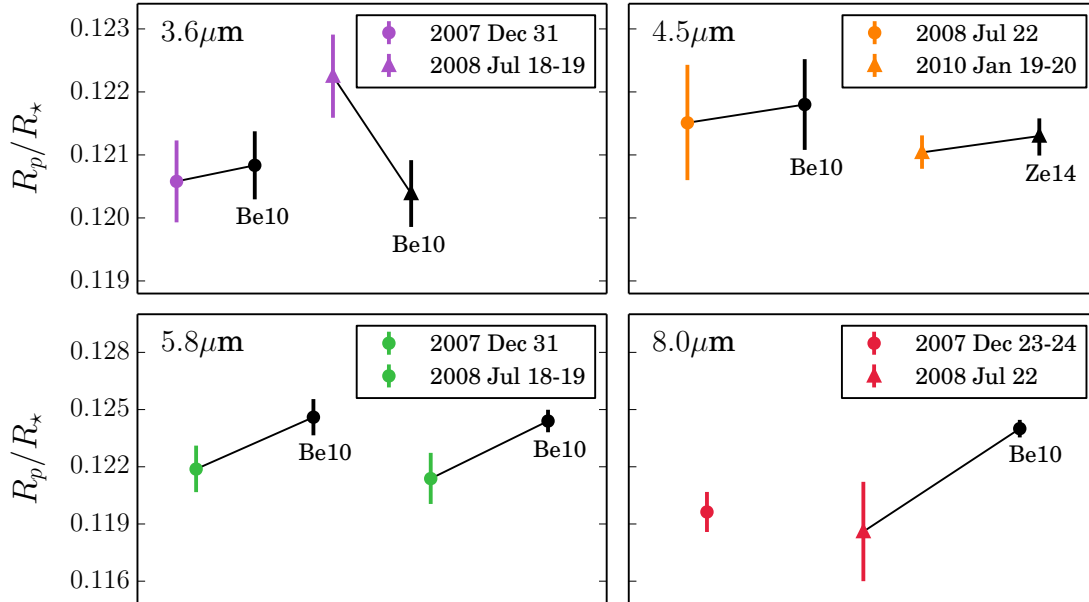 3.6μm
2007 Dec 31
2008 Jul 18-19
4.5μm
2008 Jul 22
2010 Jan 19-20
0.123
0.122
0.121
0.120
0.119
R_p/R_⋆
Be10
Be10
Be10
Ze14
5.8μm
2007 Dec 31
2008 Jul 18-19
8.0μm
2007 Dec 23-24
2008 Jul 22
0.128
0.125
0.122
0.119
0.116
R_p/R_⋆
Be10
Be10
Be10